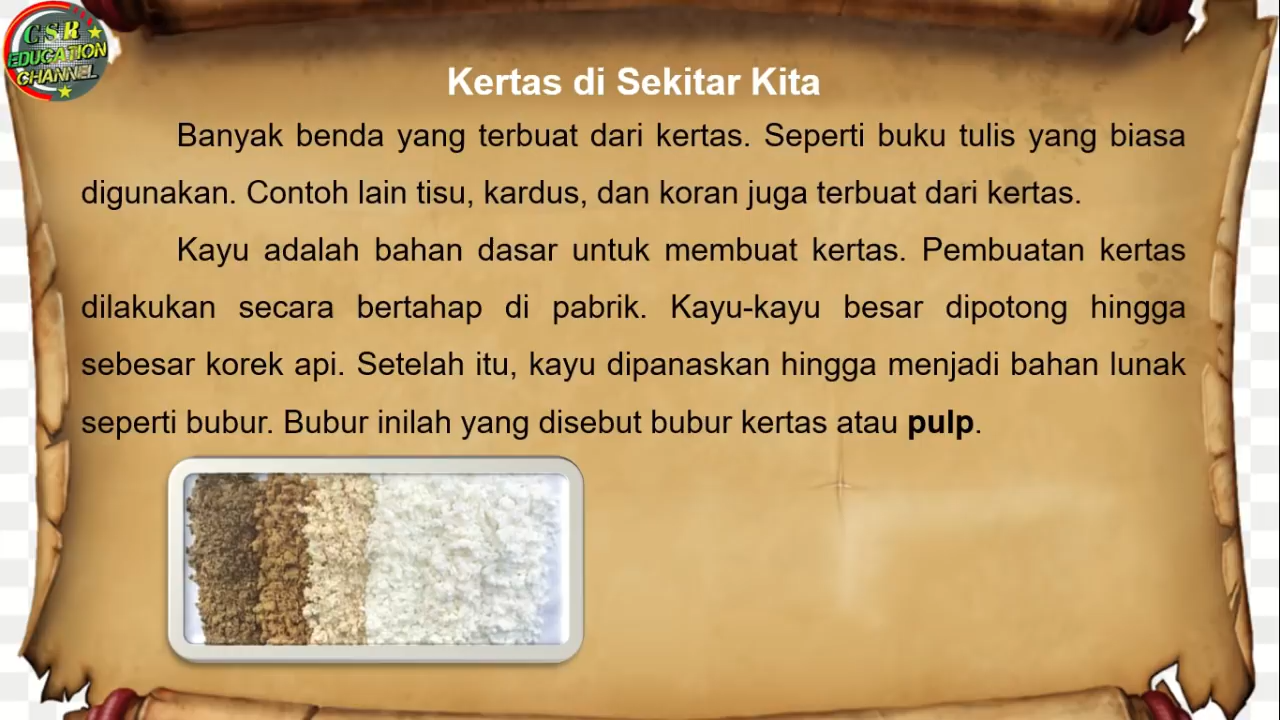 GSR
EDUCATION
CHANNEL
Kertas di Sekitar Kita
Banyak benda yang terbuat dari kertas. Seperti buku tulis yang biasa
digunakan. Contoh lain tisu, kardus, dan koran juga terbuat dari kertas.
Kayu adalah bahan dasar untuk membuat kertas. Pembuatan kertas
dilakukan secara bertahap di pabrik. Kayu-kayu besar dipotong hingga
sebesar korek api. Setelah itu, kayu dipanaskan hingga menjadi bahan lunak
seperti bubur. Bubur inilah yang disebut bubur kertas atau pulp.